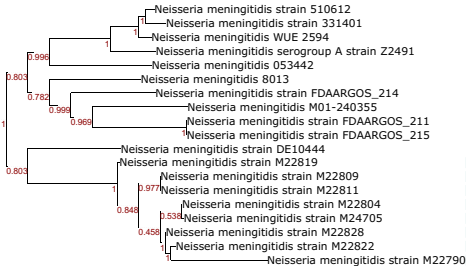 Neisseria meningitidis strain 510612
Neisseria meningitidis strain 331401
1
Neisseria meningitidis WUE 2594
1
Neisseria meningitidis serogroup A strain Z2491
0.996
Neisseria meningitidis 053442
0.803
Neisseria meningitidis 8013
0.782
Neisseria meningitidis strain FDAARGOS_214
0.999
Neisseria meningitidis M01-240355
0.969
Neisseria meningitidis strain FDAARGOS_211
1
Neisseria meningitidis strain FDAARGOS_215
1
Neisseria meningitidis strain DE10444
0.803
Neisseria meningitidis strain M22819
1
Neisseria meningitidis strain M22809
0.977
Neisseria meningitidis strain M22811
0.848
Neisseria meningitidis strain M22804
0.538
Neisseria meningitidis strain M24705
0.458
Neisseria meningitidis strain M22828
1
Neisseria meningitidis strain M22822
1
Neisseria meningitidis strain M22790